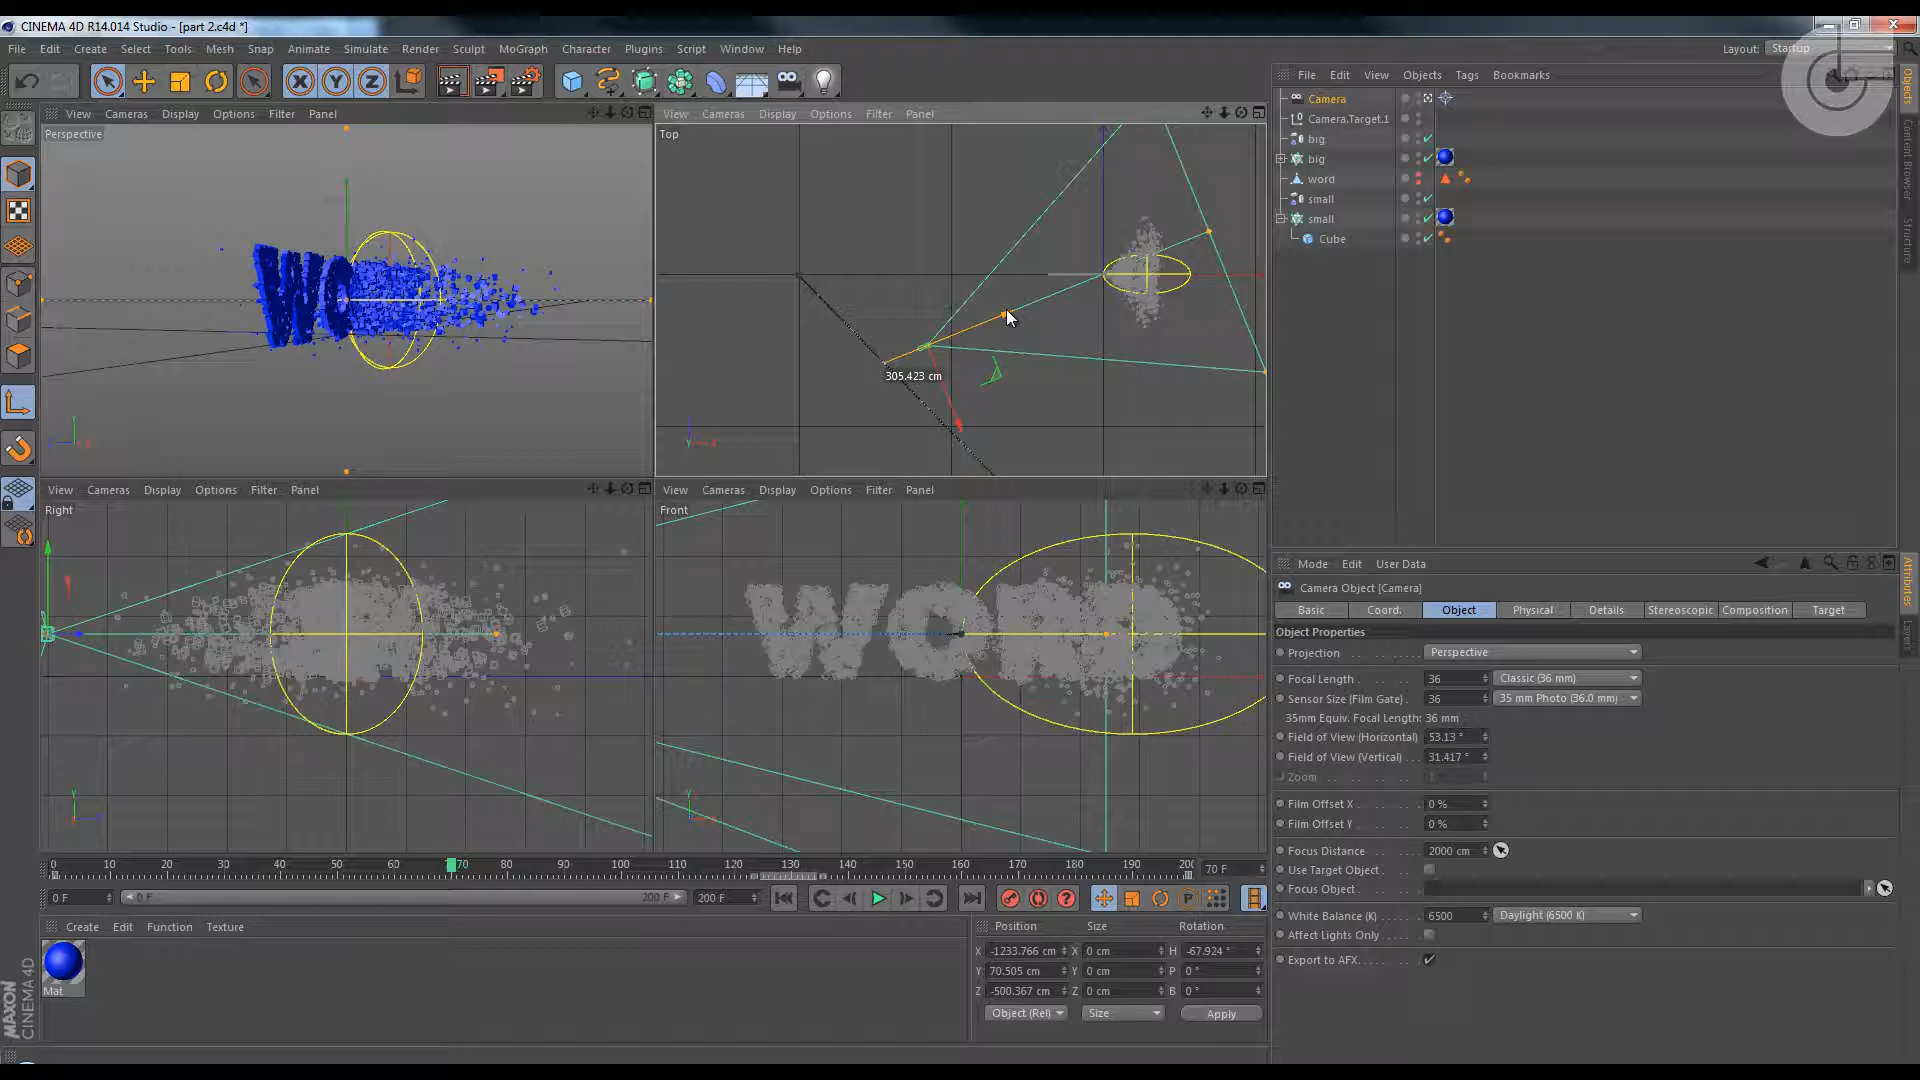 CINEMA 4D R14.014 Studio - [part 2.c4d *]
File Edit Create Select Tools Mesh Snap Animate Simulate Render Sculpt MoGraph Character Plugins Script Window Help
Layout: Startup
File Edit View Objects Tags Bookmarks
Camera
Camera.Target.1
big
big
word
small
small
Cube
Objects
Content Browser
Structure
View Cameras Display Options Filter Panel
Perspective
View Cameras Display Options Filter Panel
Top
305.423 cm
View Cameras Display Options Filter Panel
Right
View Cameras Display Options Filter Panel
Front
WORD
Mode Edit User Data
Camera Object [Camera]
Basic Coord. Object Physical Details Stereoscopic Composition Target
Object Properties
Projection Perspective
Focal Length 36 Classic (36 mm)
Sensor Size (Film Gate) 36 35 mm Photo (36.0 mm)
35mm Equiv. Focal Length: 36 mm
Field of View (Horizontal) 53.13 °
Field of View (Vertical) 31.417 °
Zoom
Film Offset X 0 %
Film Offset Y 0 %
Focus Distance 2000 cm
Use Target Object
Focus Object
White Balance (K) 6500 Daylight (6500 K)
Affect Lights Only
Export to AFX
Attributes
Layers
0 10 20 30 40 50 60 70 80 90 100 110 120 130 140 150 160 170 180 190 200
70 F
0 F 0 F 200 F 200 F
Create Edit Function Texture
Mat
MAXON
CINEMA 4D
Position Size Rotation
X -1233.766 cm X 0 cm H -67.924 °
Y 70.505 cm Y 0 cm P 0 °
Z -500.367 cm Z 0 cm B 0 °
Object (Rel) Size Apply